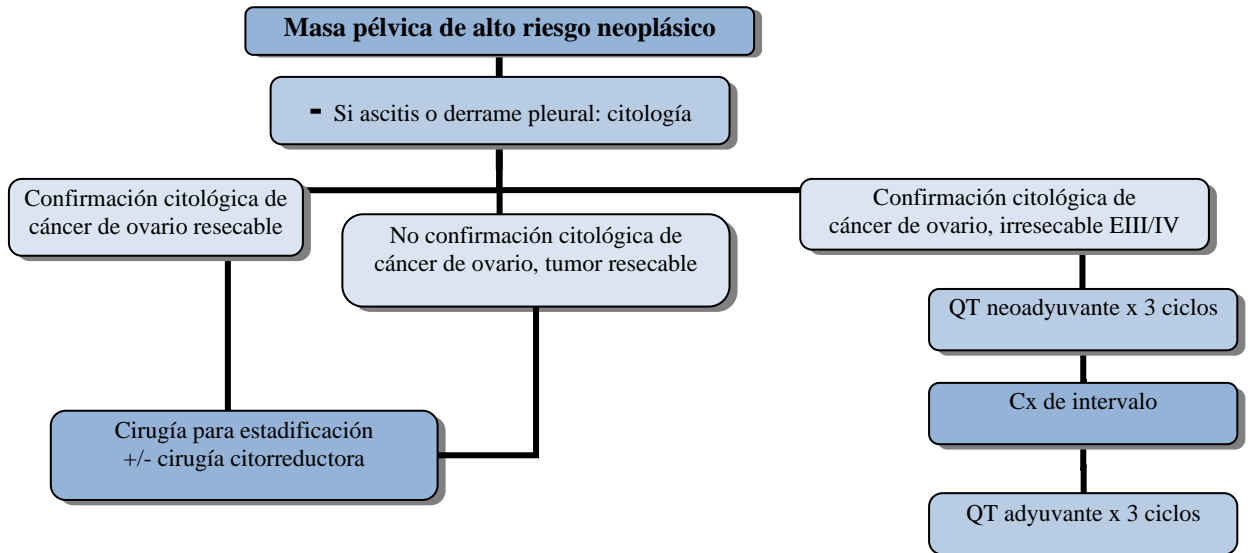 Masa pélvica de alto riesgo neoplásico
- Si ascitis o derrame pleural: citología
Confirmación citológica de
cáncer de ovario resecable
No confirmación citológica de
cáncer de ovario, tumor resecable
Confirmación citológica de
cáncer de ovario, irresecable EIII/IV
QT neoadyuvante x 3 ciclos
Cx de intervalo
QT adyuvante x 3 ciclos
Cirugía para estadificación
+/- cirugía citorreductora